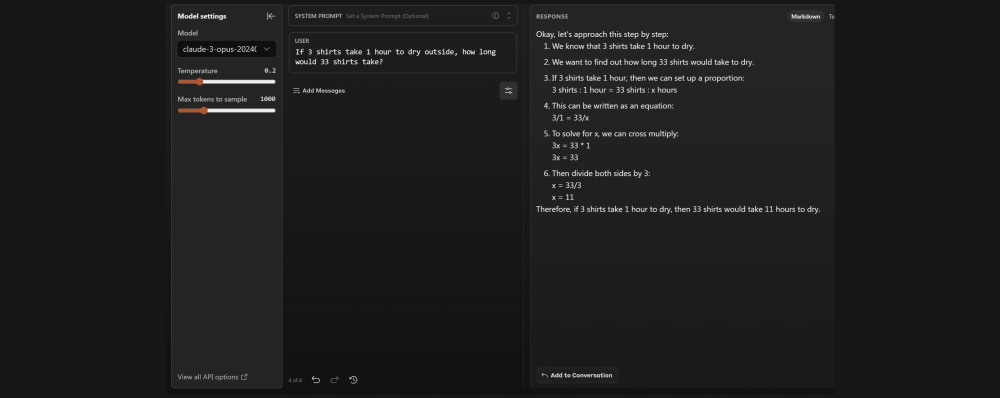 Model settings
Model
claude-3-opus-2024
Temperature 0.2
Max tokens to sample 1000
View all API options
SYSTEM PROMPT Set a System Prompt (Optional)
USER
If 3 shirts take 1 hour to dry outside, how long
would 33 shirts take?
Add Messages
4 of 4
RESPONSE
Markdown Te
Okay, let's approach this step by step:
1. We know that 3 shirts take 1 hour to dry.
2. We want to find out how long 33 shirts would take to dry.
3. If 3 shirts take 1 hour, then we can set up a proportion:
3 shirts : 1 hour = 33 shirts : x hours
4. This can be written as an equation:
3/1 = 33/x
5. To solve for x, we can cross multiply:
3x = 33 * 1
3x = 33
6. Then divide both sides by 3:
x = 33/3
x = 11
Therefore, if 3 shirts take 1 hour to dry, then 33 shirts would take 11 hours to dry.
Add to Conversation